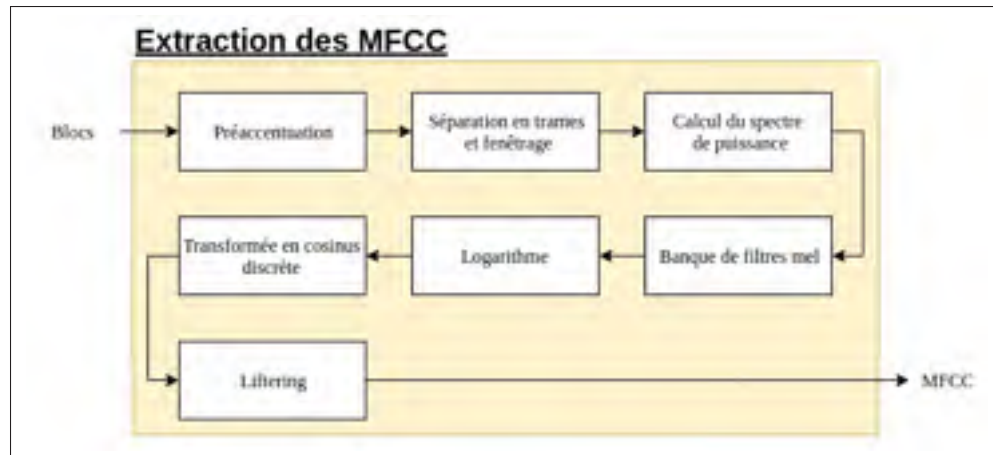 Extraction des MFCC
Blocs
Préaccentuation
Séparation en trames
et fenêtrage
Calcul du spectre
de puissance
Banque de filtres mel
Logarithme
Transformée en cosinus
discrète
Liftering
MFCC